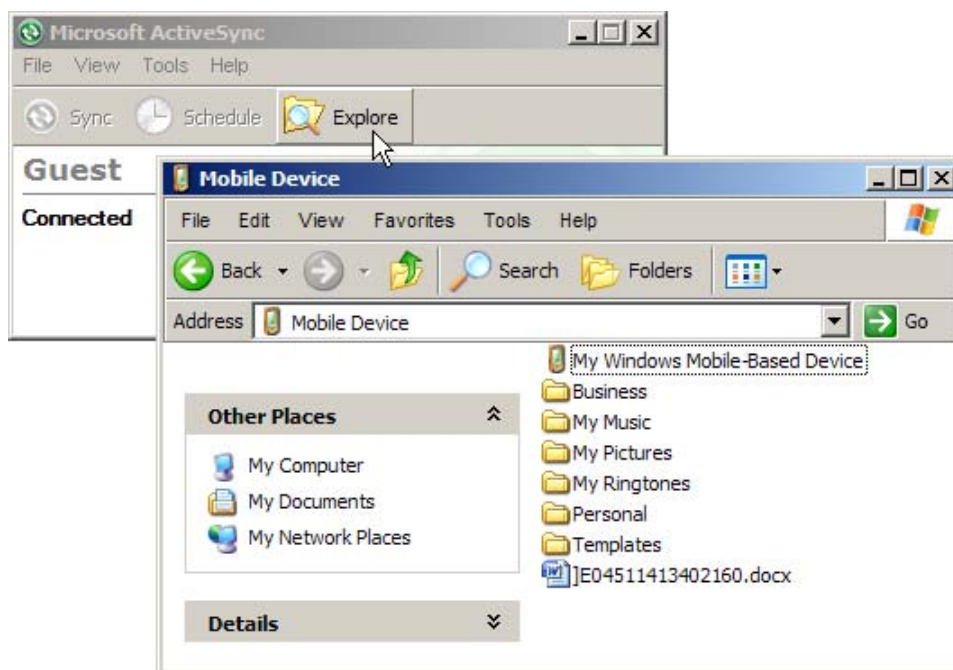 Microsoft ActiveSync
File View Tools Help
Sync Schedule Explore
Guest
Connected
Mobile Device
File Edit View Favorites Tools Help
Back Search Folders
Address Mobile Device Go
Other Places
My Computer
My Documents
My Network Places
Details
My Windows Mobile-Based Device
Business
My Music
My Pictures
My Ringtones
Personal
Templates
]E04511413402160.docx